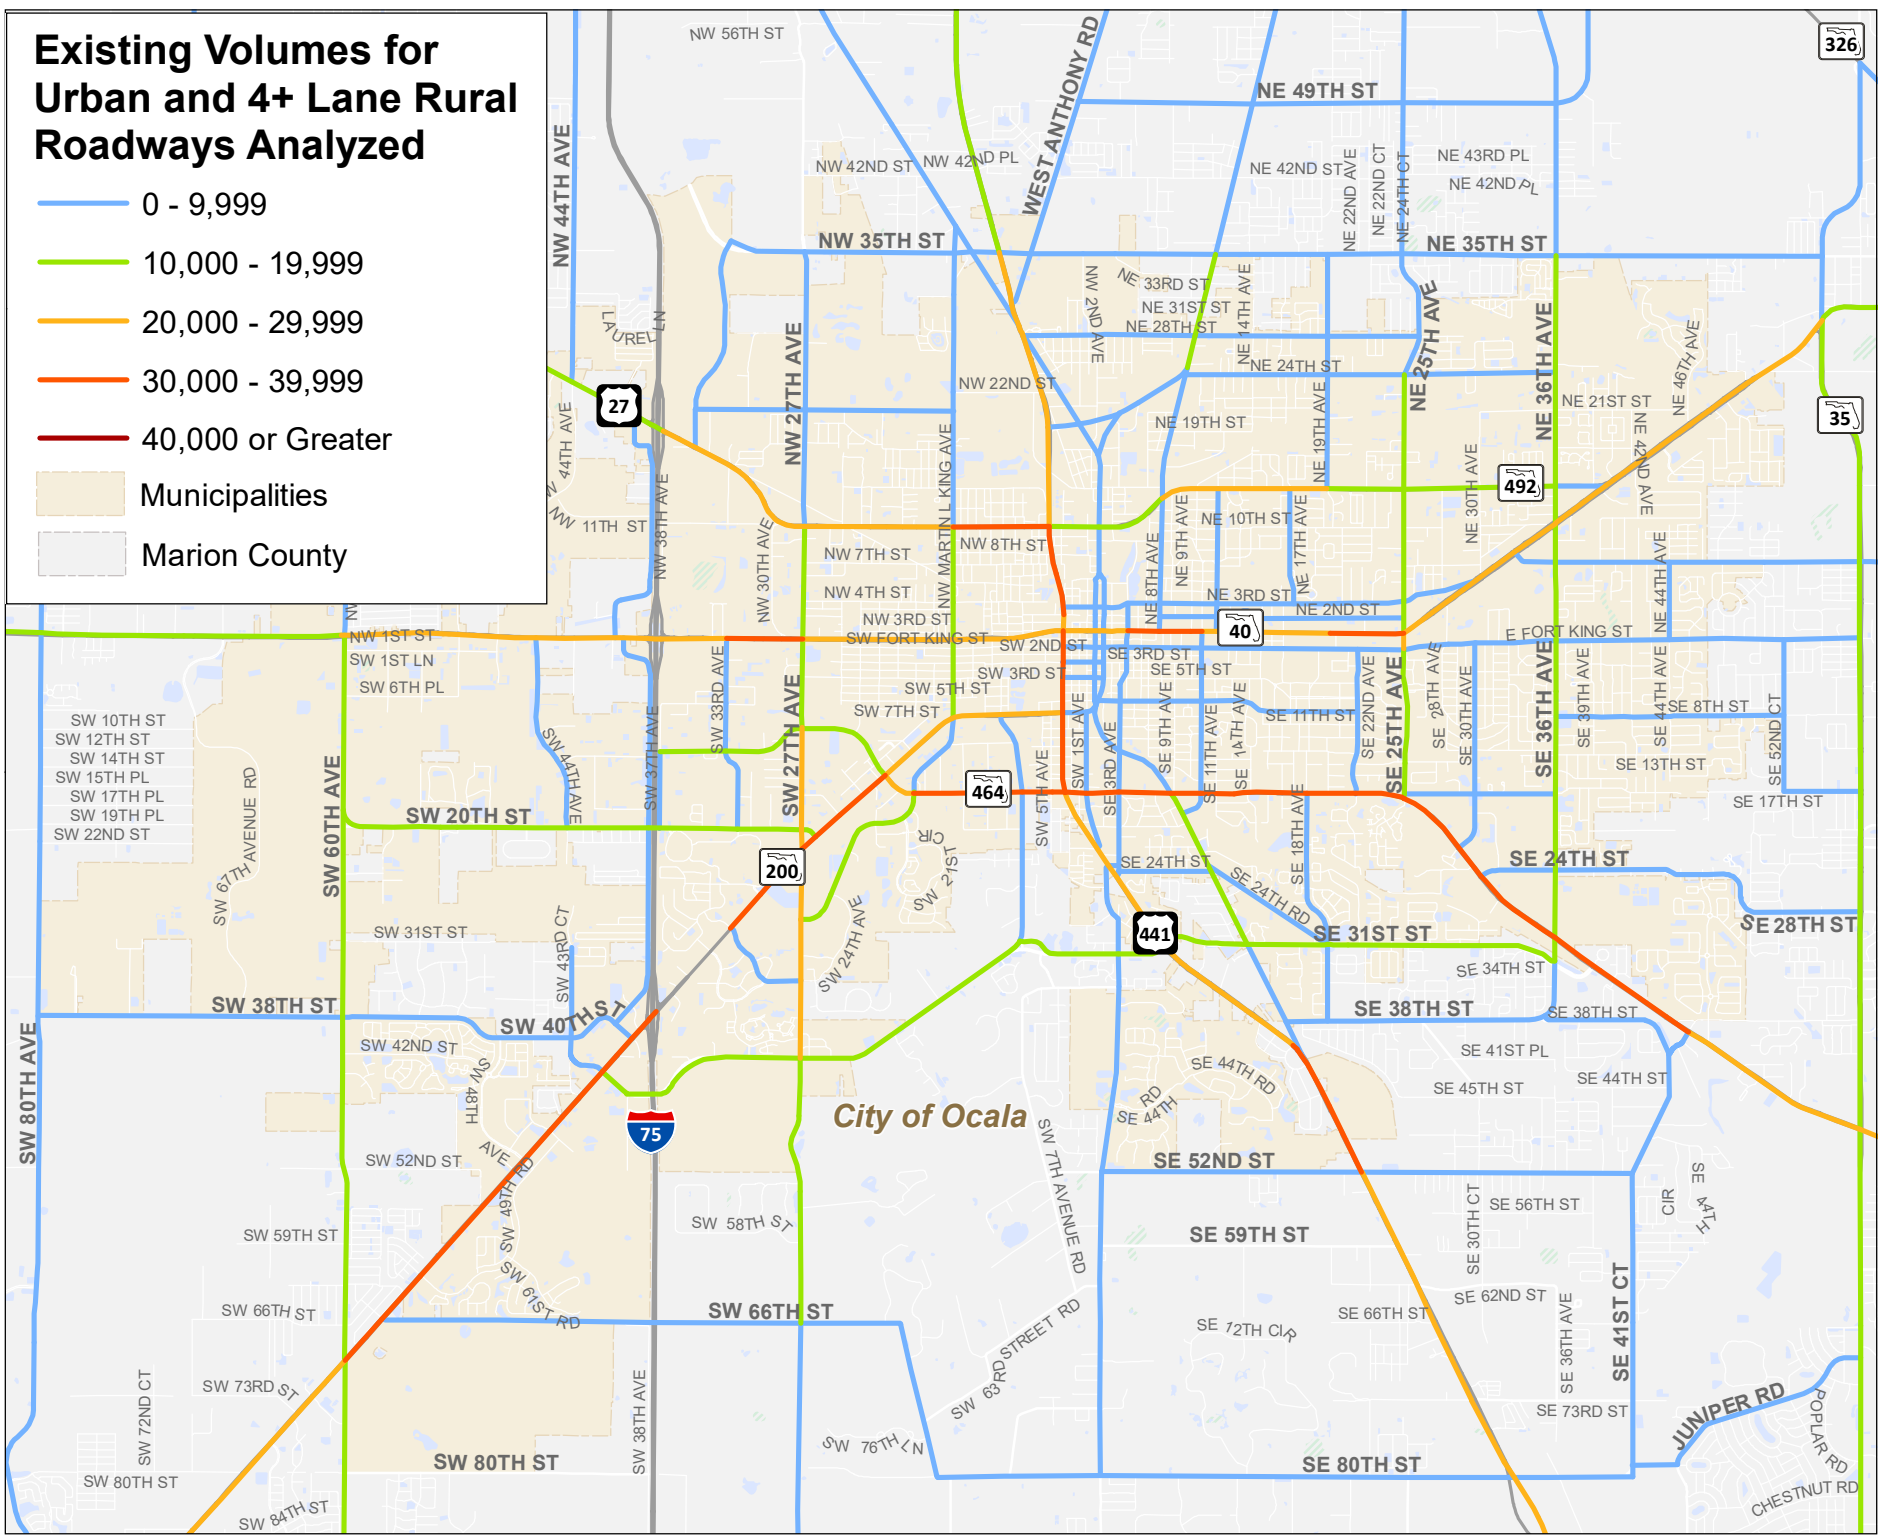 Existing Volumes for
Urban and 4+ Lane Rural
Roadways Analyzed
0 - 9,999
10,000 - 19,999
20,000 - 29,999
30,000 - 39,999
40,000 or Greater
Municipalities
Marion County
NW 56TH ST
WEST ANTHONY RD
326
NE 49TH ST
NW 44TH AVE
NW 42ND ST
NW 42ND PL
NE 42ND ST
NE 22ND AVE
NE 22ND CT
NE 24TH CT
NE 43RD PL
NE 42ND PL
NW 35TH ST
NE 35TH ST
LAUREL LN
NW 2ND AVE
NE 33RD ST
NE 31ST ST
NE 28TH ST
NE 14TH AVE
NE 25TH AVE
NE 36TH AVE
NE 46TH AVE
NW 27TH AVE
NE 24TH ST
NW 22ND ST
27
NE 19TH ST
NE 19TH AVE
NE 21ST ST
NE 42ND AVE
35
W 44TH AVE
NW 11TH ST
NW 38TH AVE
NW MARTIN L KING AVE
NE 30TH AVE
492
NE 10TH ST
NE 9TH AVE
NE 17TH AVE
NW 30TH AVE
NW 7TH ST
NW 8TH ST
NE 8TH AVE
NE 44TH AVE
NW 4TH ST
NE 3RD ST
NE 2ND ST
NW
NW 3RD ST
NW 1ST ST
SW FORT KING ST
SW 2ND ST
40
E FORT KING ST
SW 1ST LN
SE 3RD ST
SE 5TH ST
SW 3RD ST
SW 6TH PL
SW 5TH ST
SW 33RD AVE
SW 27TH AVE
SW 7TH ST
SE 11TH ST
SE 22ND AVE
SE 25TH AVE
SE 28TH AVE
SE 30TH AVE
SE 36TH AVE
SE 39TH AVE
SE 44TH AVE
SE 8TH ST
SE 52ND CT
SW 10TH ST
SW 12TH ST
SW 14TH ST
SW 15TH PL
SW 17TH PL
SW 19TH PL
SW 22ND ST
SW 67TH AVENUE RD
SW 60TH AVE
SW 44TH AVE
SW 37TH AVE
SW 1ST AVE
SE 3RD AVE
SW 5TH AVE
SE 9TH AVE
SE 11TH AVE
SE 14TH AVE
SE 13TH ST
SE 17TH ST
464
SW 20TH ST
SE 18TH AVE
200
SW 21ST CIR
SE 24TH ST
SE 24TH RD
SE 24TH ST
SW 24TH AVE
SW 31ST ST
SW 43RD CT
441
SE 31ST ST
SE 28TH ST
SE 34TH ST
SW 38TH ST
SW 40TH ST
SE 38TH ST
SE 38TH ST
SW 80TH AVE
SW 42ND ST
SW 48TH AVE
SE 41ST PL
SE 44TH RD
SE 45TH ST
SE 44TH ST
SE 44TH RD
City of Ocala
75
SW 7TH AVENUE RD
SW 52ND ST
SW 49TH RD
SE 52ND ST
SE 44TH CIR
SE 30TH CT
SE 56TH ST
SW 58TH ST
SW 59TH ST
SE 59TH ST
SW 61ST RD
SW 66TH ST
SW 66TH ST
SW 63RD STREET RD
SE 12TH CIR
SE 66TH ST
SE 62ND ST
SE 36TH AVE
SE 41ST CT
SW 73RD ST
SW 72ND CT
SW 38TH AVE
SE 73RD ST
JUNIPER RD
POPLAR RD
SW 76TH LN
SW 80TH ST
SW 80TH ST
SE 80TH ST
CHESTNUT RD
SW 84TH ST